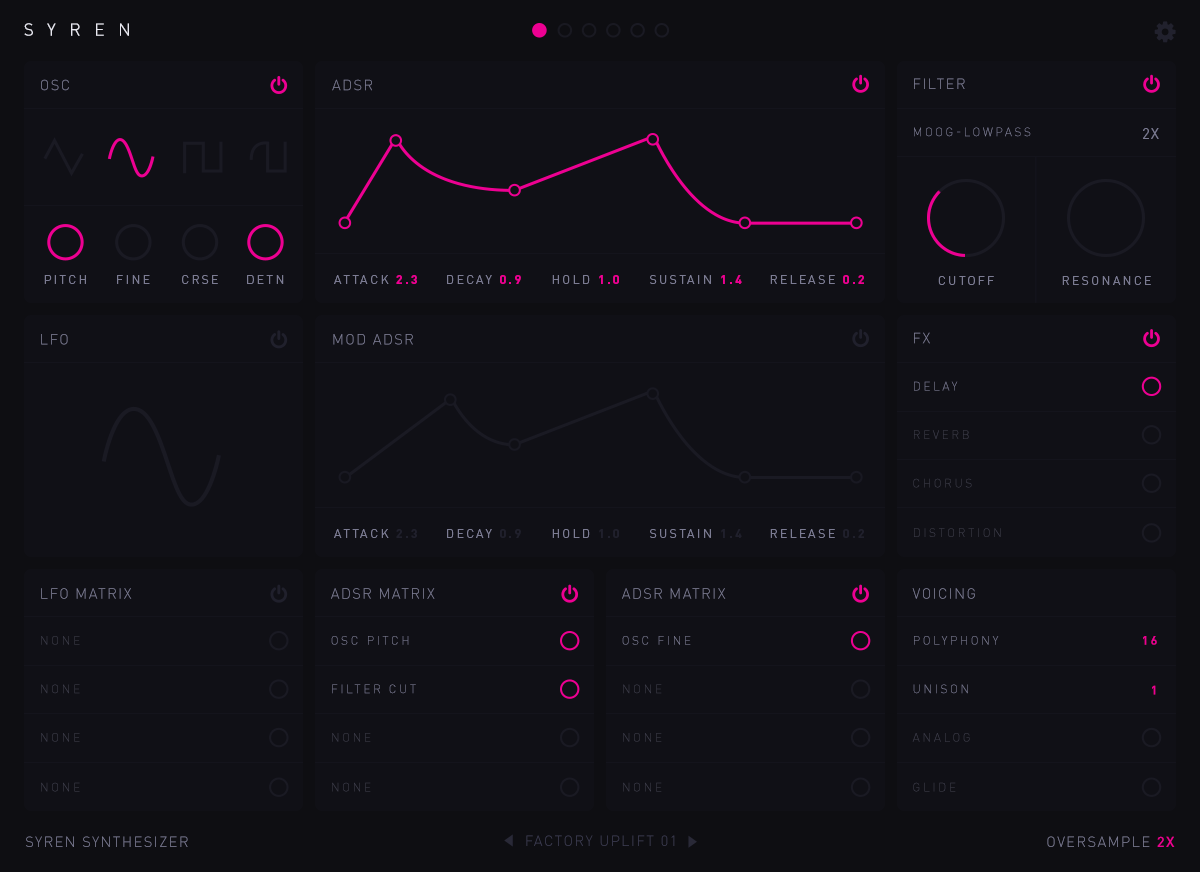 SYREN
OSC
PITCH FINE CRSE DETN
ADSR
ATTACK 2.3 DECAY 0.9 HOLD 1.0 SUSTAIN 1.4 RELEASE 0.2
FILTER
MOOG-LOWPASS 2X
CUTOFF RESONANCE
LFO
MOD ADSR
ATTACK 2.3 DECAY 0.9 HOLD 1.0 SUSTAIN 1.4 RELEASE 0.2
FX
DELAY
REVERB
CHORUS
DISTORTION
LFO MATRIX
NONE
NONE
NONE
NONE
ADSR MATRIX
OSC PITCH
FILTER CUT
NONE
NONE
ADSR MATRIX
OSC FINE
NONE
NONE
NONE
VOICING
POLYPHONY 16
UNISON 1
ANALOG
GLIDE
SYREN SYNTHESIZER
FACTORY UPLIFT 01
OVERSAMPLE 2X